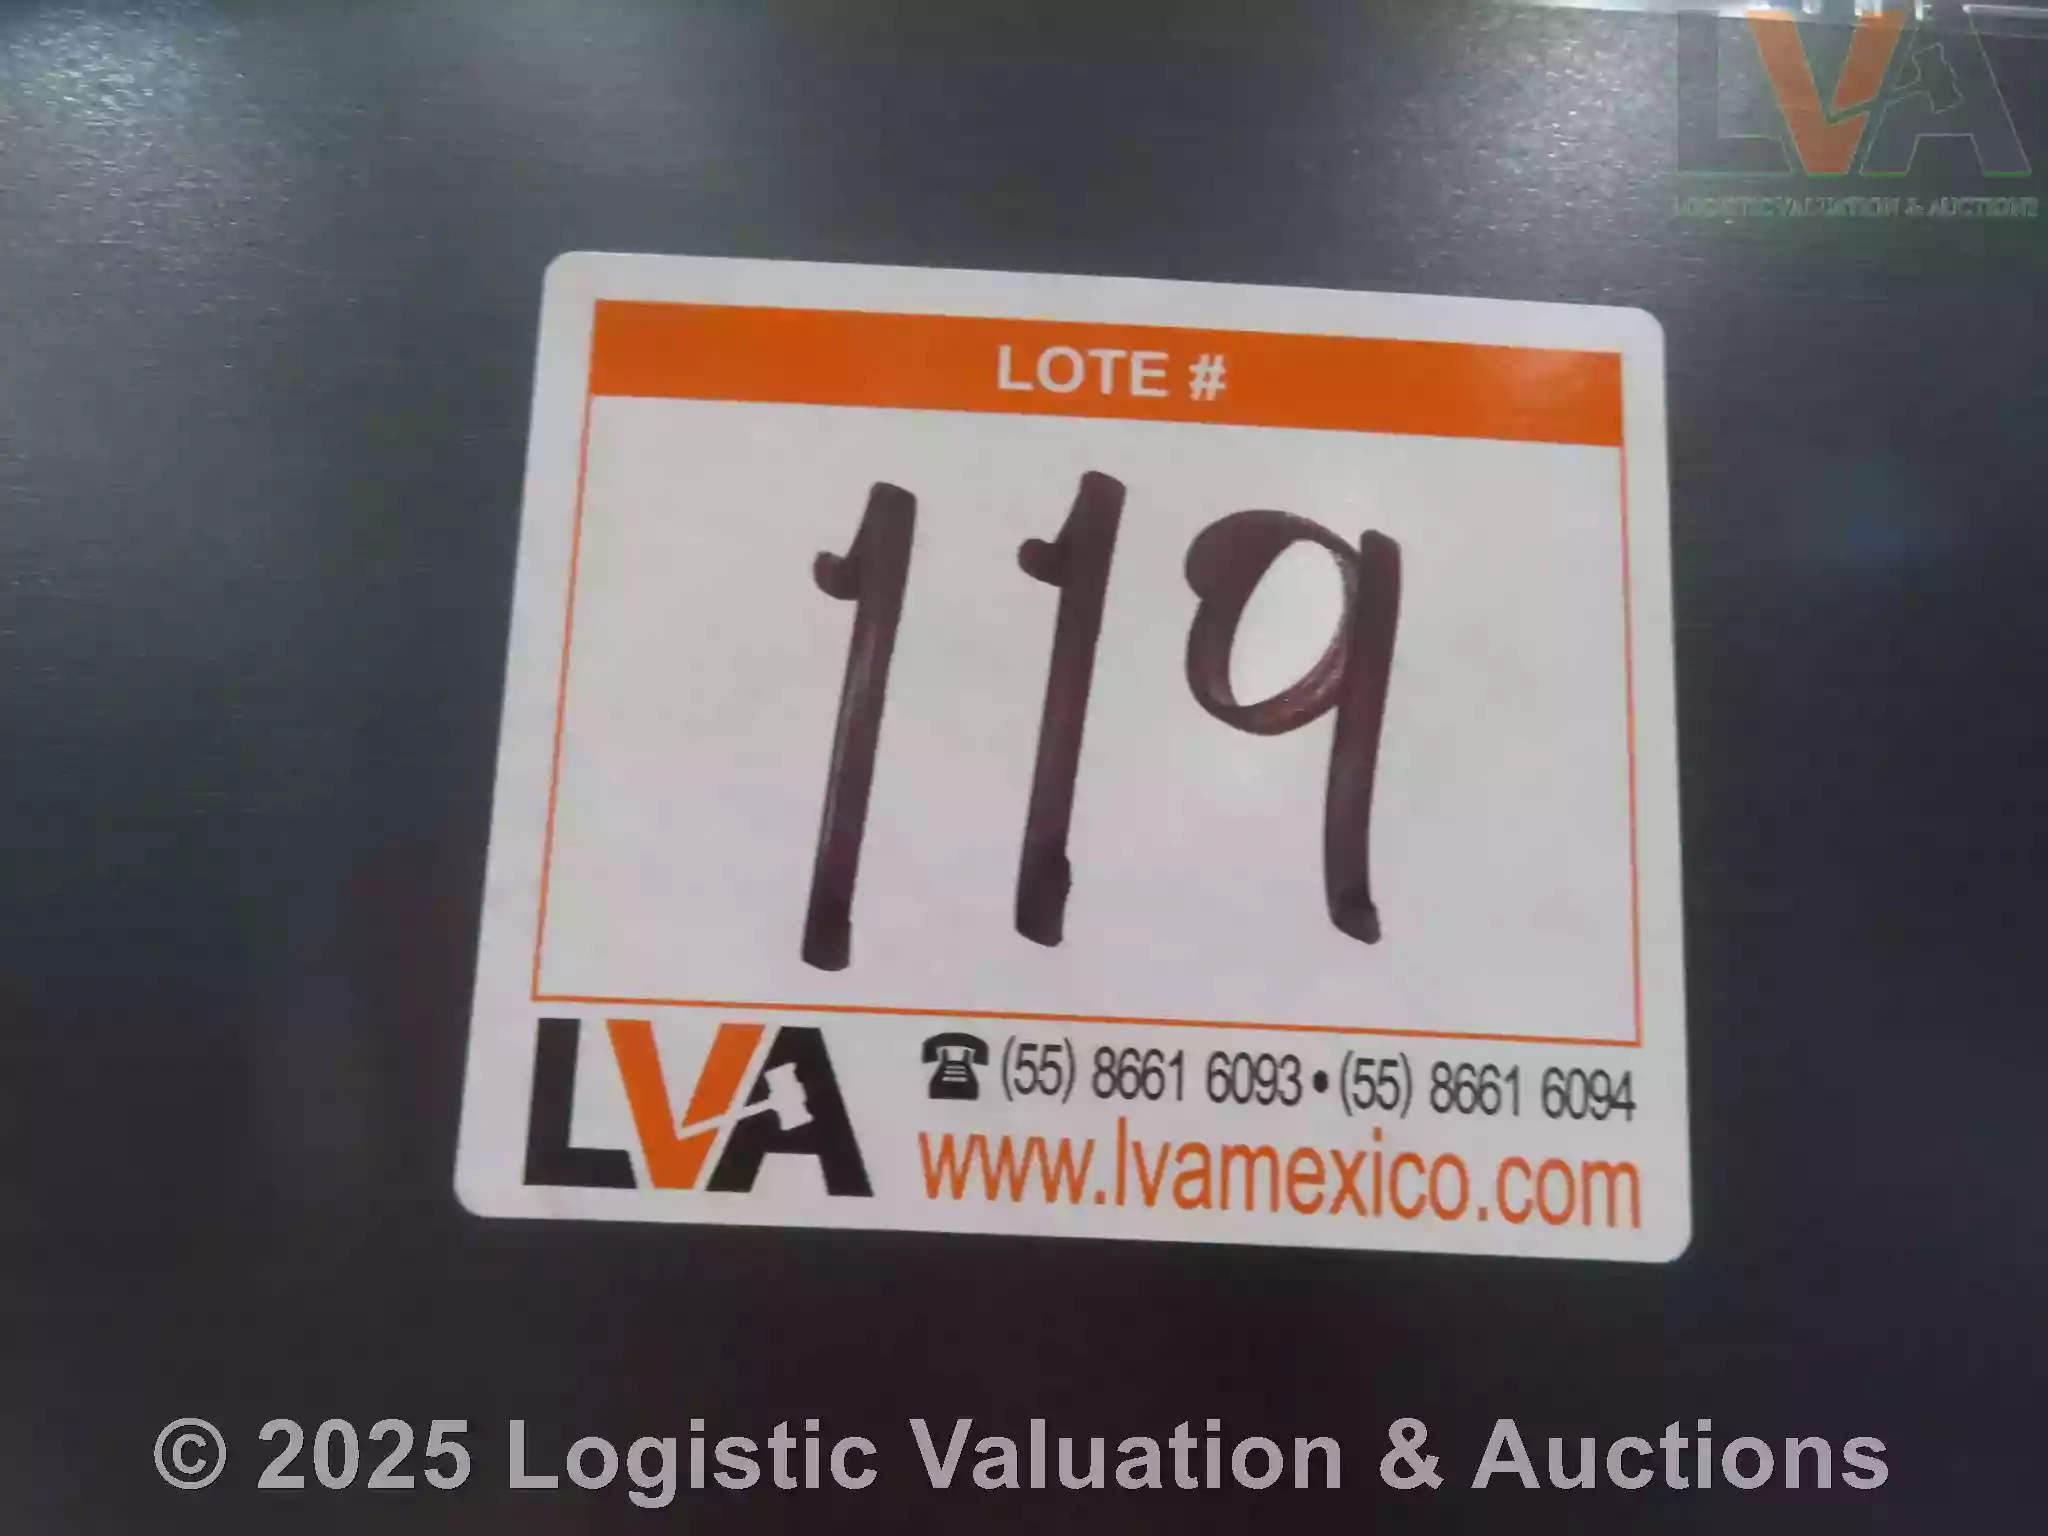 LVA
LOGISTIC VALUATION & AUCTIONS
LOTE #
119
LVA
(55) 8661 6093 • (55) 8661 6094
www.lvamexico.com
© 2025 Logistic Valuation & Auctions